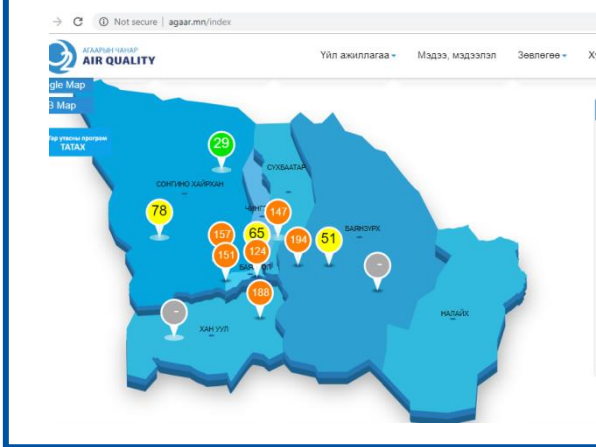 Not secure | agaar.mn/index
АГААРЫН ЧАНАР
AIR QUALITY
Үйл ажиллагаа
Мэдээ, мэдээлэл
Зөвлөгөө
gle Map
3 Map
ТАТАХ
29
СҮХБААТАР
СОНГИНО ХАЙРХАН
78
147
157
65
194
51
БАЯНЗҮРХ
151
124
188
НАЛАЙХ
ХАН УУЛ